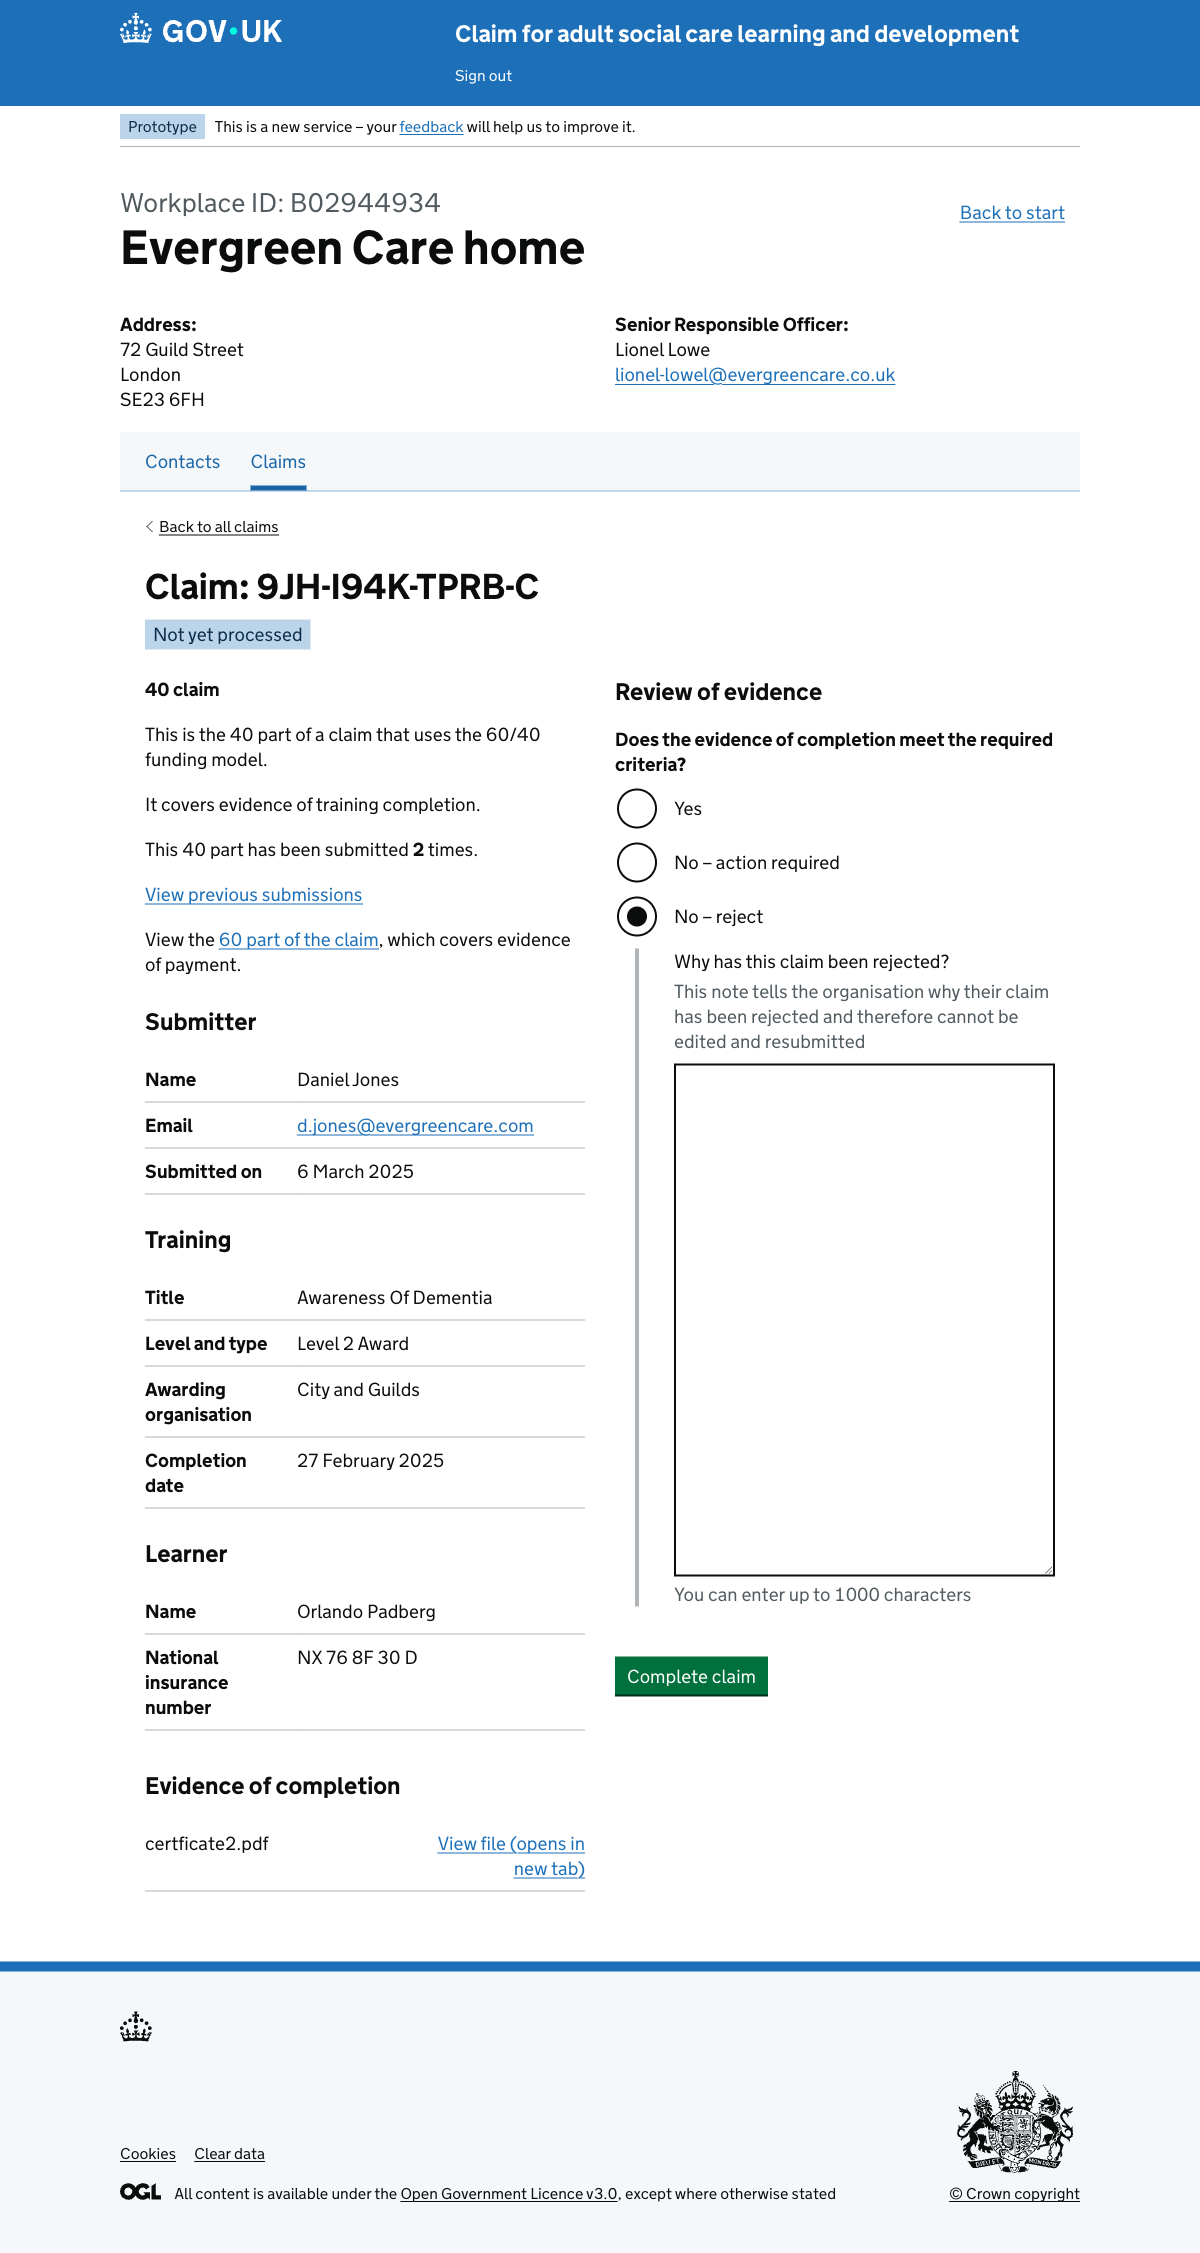 GOV·UK
Claim for adult social care learning and development
Sign out
Prototype
This is a new service – your feedback will help us to improve it.
Workplace ID: B02944934
Evergreen Care home
Back to start
Address:
72 Guild Street
London
SE23 6FH
Senior Responsible Officer:
Lionel Lowe
lionel-lowel@evergreencare.co.uk
Contacts
Claims
Back to all claims
Claim: 9JH-I94K-TPRB-C
Not yet processed
40 claim
This is the 40 part of a claim that uses the 60/40
funding model.
It covers evidence of training completion.
This 40 part has been submitted 2 times.
View previous submissions
View the 60 part of the claim, which covers evidence
of payment.
Submitter
Name Daniel Jones
Email d.jones@evergreencare.com
Submitted on 6 March 2025
Training
Title Awareness Of Dementia
Level and type Level 2 Award
Awarding City and Guilds
organisation
Completion 27 February 2025
date
Learner
Name Orlando Padberg
National NX 76 8F 30 D
insurance
number
Evidence of completion
certficate2.pdf View file (opens in
new tab)
Review of evidence
Does the evidence of completion meet the required
criteria?
Yes
No – action required
No – reject
Why has this claim been rejected?
This note tells the organisation why their claim
has been rejected and therefore cannot be
edited and resubmitted
You can enter up to 1000 characters
Complete claim
Cookies
Clear data
OGL
All content is available under the Open Government Licence v3.0, except where otherwise stated
© Crown copyright